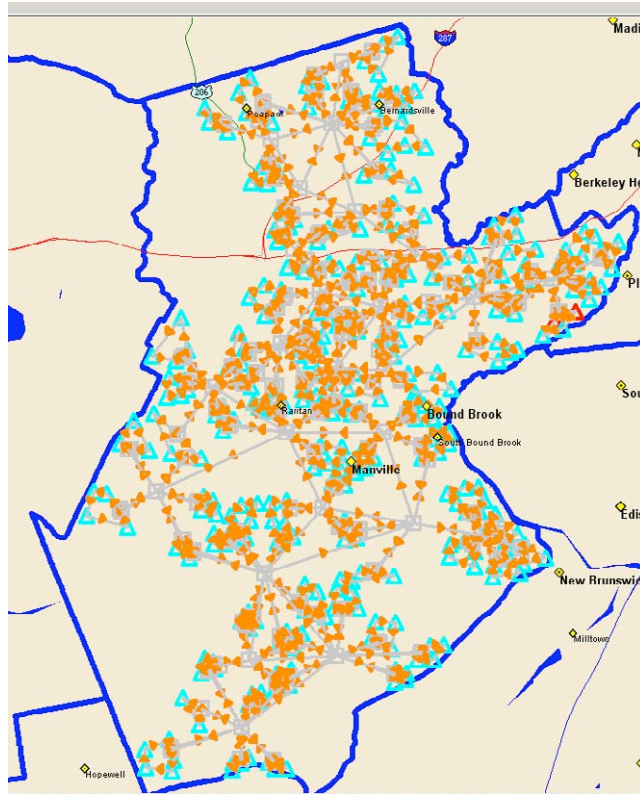 Madi
287
206
Peapack
Bernardsville
Berkeley He
Pl
Sou
Raritan
Bound Brook
South Bound Brook
Manville
Edis
New Brunswic
Milltown
Hopewell